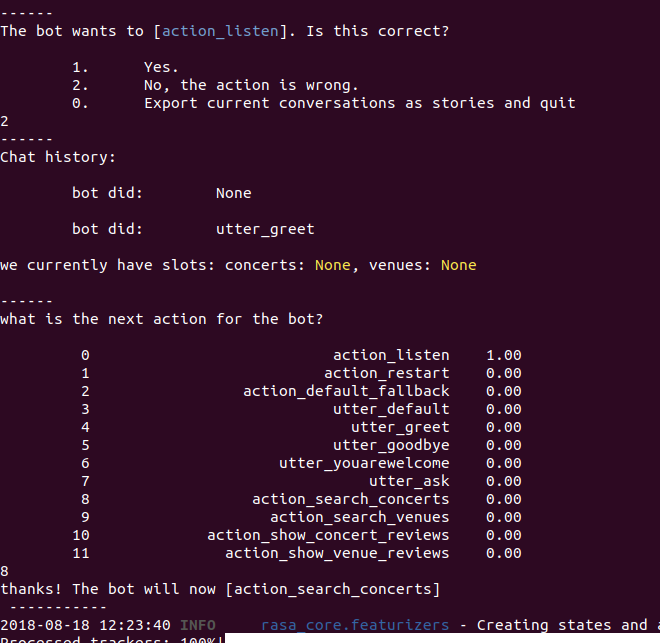 ------
The bot wants to [action_listen]. Is this correct?
1. Yes.
2. No, the action is wrong.
0. Export current conversations as stories and quit
2
------
Chat history:
bot did: None
bot did: utter_greet
we currently have slots: concerts: None, venues: None
------
what is the next action for the bot?
0 action_listen 1.00
1 action_restart 0.00
2 action_default_fallback 0.00
3 utter_default 0.00
4 utter_greet 0.00
5 utter_goodbye 0.00
6 utter_youarewelcome 0.00
7 utter_ask 0.00
8 action_search_concerts 0.00
9 action_search_venues 0.00
10 action_show_concert_reviews 0.00
11 action_show_venue_reviews 0.00
8
thanks! The bot will now [action_search_concerts]
-----------
2018-08-18 12:23:40 INFO rasa_core.featurizers - Creating states and a
Processed trackers: 100%|